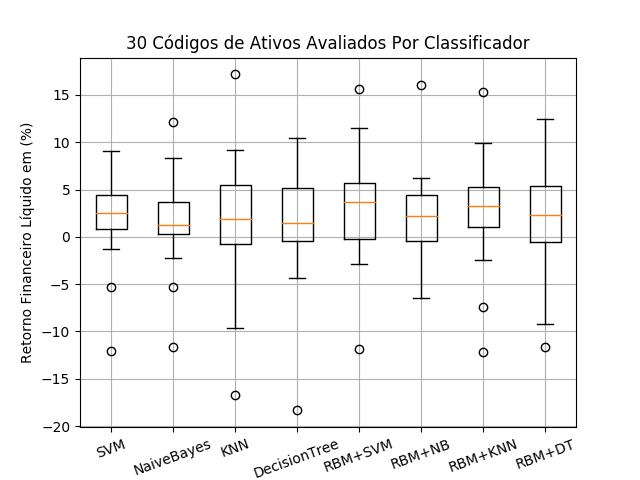 30 Códigos de Ativos Avaliados Por Classificador
Retorno Financeiro Líquido em (%)
15
10
5
0
−5
−10
−15
−20
SVM
NaiveBayes
KNN
DecisionTree
RBM+SVM
RBM+NB
RBM+KNN
RBM+DT